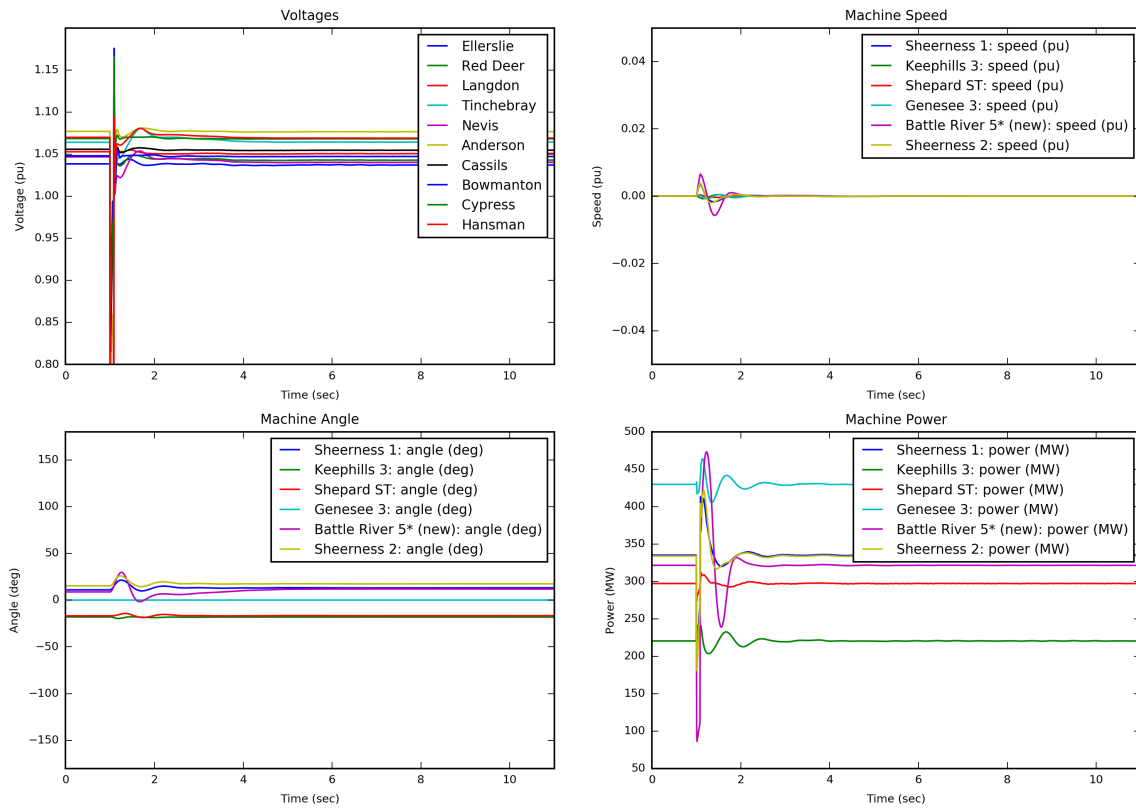 Voltages
Voltage (pu)
1.15
1.10
1.05
1.00
0.95
0.90
0.85
0.80
0 2 4 6 8 10
Time (sec)
Ellerslie
Red Deer
Langdon
Tinchebray
Nevis
Anderson
Cassils
Bowmanton
Cypress
Hansman
Machine Speed
Speed (pu)
0.04
0.02
0.00
−0.02
−0.04
0 2 4 6 8 10
Time (sec)
Sheerness 1: speed (pu)
Keephills 3: speed (pu)
Shepard ST: speed (pu)
Genesee 3: speed (pu)
Battle River 5* (new): speed (pu)
Sheerness 2: speed (pu)
Machine Angle
Angle (deg)
150
100
50
0
−50
−100
−150
0 2 4 6 8 10
Time (sec)
Sheerness 1: angle (deg)
Keephills 3: angle (deg)
Shepard ST: angle (deg)
Genesee 3: angle (deg)
Battle River 5* (new): angle (deg)
Sheerness 2: angle (deg)
Machine Power
Power (MW)
500
450
400
350
300
250
200
150
100
50
0 2 4 6 8 10
Time (sec)
Sheerness 1: power (MW)
Keephills 3: power (MW)
Shepard ST: power (MW)
Genesee 3: power (MW)
Battle River 5* (new): power (MW)
Sheerness 2: power (MW)